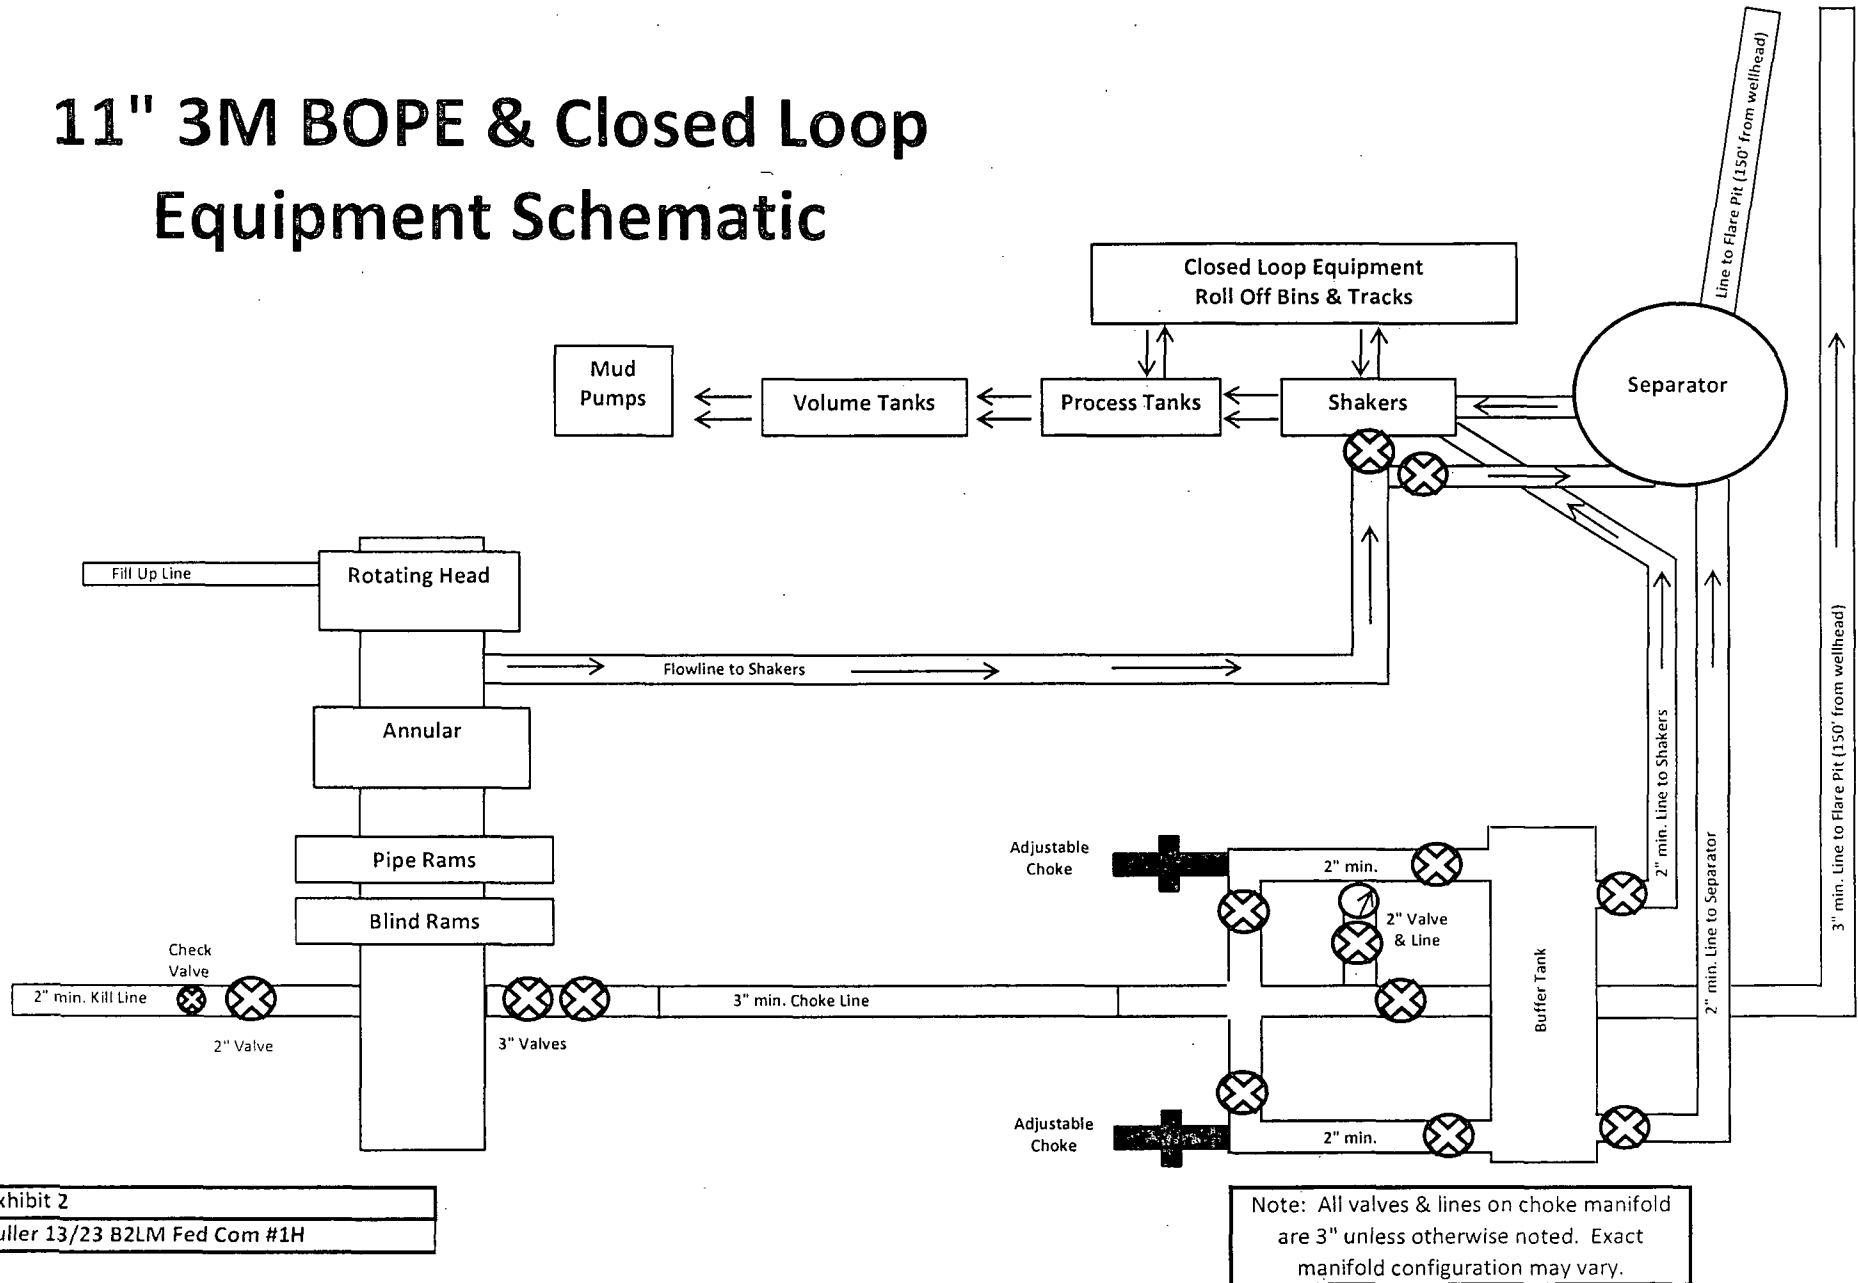 11" 3M BOPE & Closed Loop
Equipment Schematic
Line to Flare Pit (150' from wellhead)
Closed Loop Equipment
Roll Off Bins & Tracks
Mud
Pumps
Volume Tanks
Process Tanks
Shakers
Separator
Fill Up Line
Rotating Head
Flowline to Shakers
Annular
Pipe Rams
Blind Rams
Check
Valve
2" min. Kill Line
2" Valve
3" Valves
3" min. Choke Line
Adjustable
Choke
2" min.
2" Valve
& Line
Adjustable
Choke
2" min.
Buffer Tank
2" min. Line to Shakers
2" min. Line to Separator
3" min. Line to Flare Pit (150' from wellhead)
xhibit 2
uller 13/23 B2LM Fed Com #1H
Note: All valves & lines on choke manifold
are 3" unless otherwise noted. Exact
manifold configuration may vary.